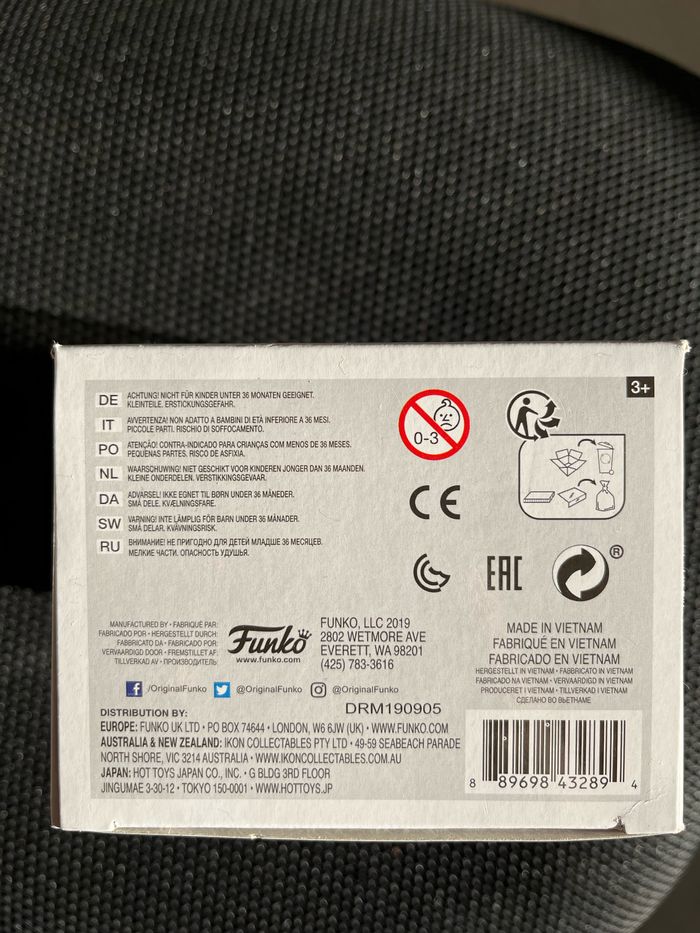 3+
DE ACHTUNG! NICHT FÜR KINDER UNTER 36 MONATEN GEEIGNET.
KLEINTEILE. ERSTICKUNGSGEFAHR.
IT AVVERTENZA! NON ADATTO A BAMBINI DI ETÀ INFERIORE A 36 MESI.
PICCOLE PARTI. RISCHIO DI SOFFOCAMENTO.
PO ATENÇÃO! CONTRA-INDICADO PARA CRIANÇAS COM MENOS DE 36 MESES.
PEQUENAS PARTES. RISCO DE ASFIXIA.
NL WAARSCHUWING! NIET GESCHIKT VOOR KINDEREN JONGER DAN 36 MAANDEN.
KLEINE ONDERDELEN. VERSTIKKINGSGEVAAR.
DA ADVARSEL! IKKE EGNET TIL BØRN UNDER 36 MÅNEDER.
SMÅ DELE. KVÆLNINGSFARE.
SW VARNING! INTE LÄMPLIG FÖR BARN UNDER 36 MÅNADER.
SMÅ DELAR. KVÄVNINGSRISK.
RU ВНИМАНИЕ! НЕ ПРИГОДНО ДЛЯ ДЕТЕЙ МЛАДШЕ 36 МЕСЯЦЕВ.
МЕЛКИЕ ЧАСТИ. ОПАСНОСТЬ УДУШЬЯ.
0-3
CE
EAC
®
MANUFACTURED BY • FABRIQUÉ PAR:
FABRICADO POR • HERGESTELLT DURCH:
FABBRICATO DA • FABRICADO POR:
VERVAARDIGD DOOR • FREMSTILLET AF:
TILLVERKAD AV • ПРОИЗВОДИТЕЛЬ:
Funko
www.funko.com
FUNKO, LLC 2019
2802 WETMORE AVE
EVERETT, WA 98201
(425) 783-3616
MADE IN VIETNAM
FABRIQUÉ EN VIETNAM
FABRICADO EN VIETNAM
HERGESTELLT IN VIETNAM • FABRICATO IN VIETNAM
FABRICADO NA VIETNAM • VERVAARDIGD IN VIETNAM
PRODUCERET I VIETNAM • TILLVERKAD I VIETNAM
СДЕЛАНО ВО ВЬЕТНАМЕ
/OriginalFunko @OriginalFunko @OriginalFunko
DRM190905
DISTRIBUTION BY:
EUROPE: FUNKO UK LTD • PO BOX 74644 • LONDON, W6 6JW (UK) • WWW.FUNKO.COM
AUSTRALIA & NEW ZEALAND: IKON COLLECTABLES PTY LTD • 49-59 SEABEACH PARADE
NORTH SHORE, VIC 3214 AUSTRALIA • WWW.IKONCOLLECTABLES.COM.AU
JAPAN: HOT TOYS JAPAN CO., INC. • G BLDG 3RD FLOOR
JINGUMAE 3-30-12 • TOKYO 150-0001 • WWW.HOTTOYS.JP
8 89698 43289 4